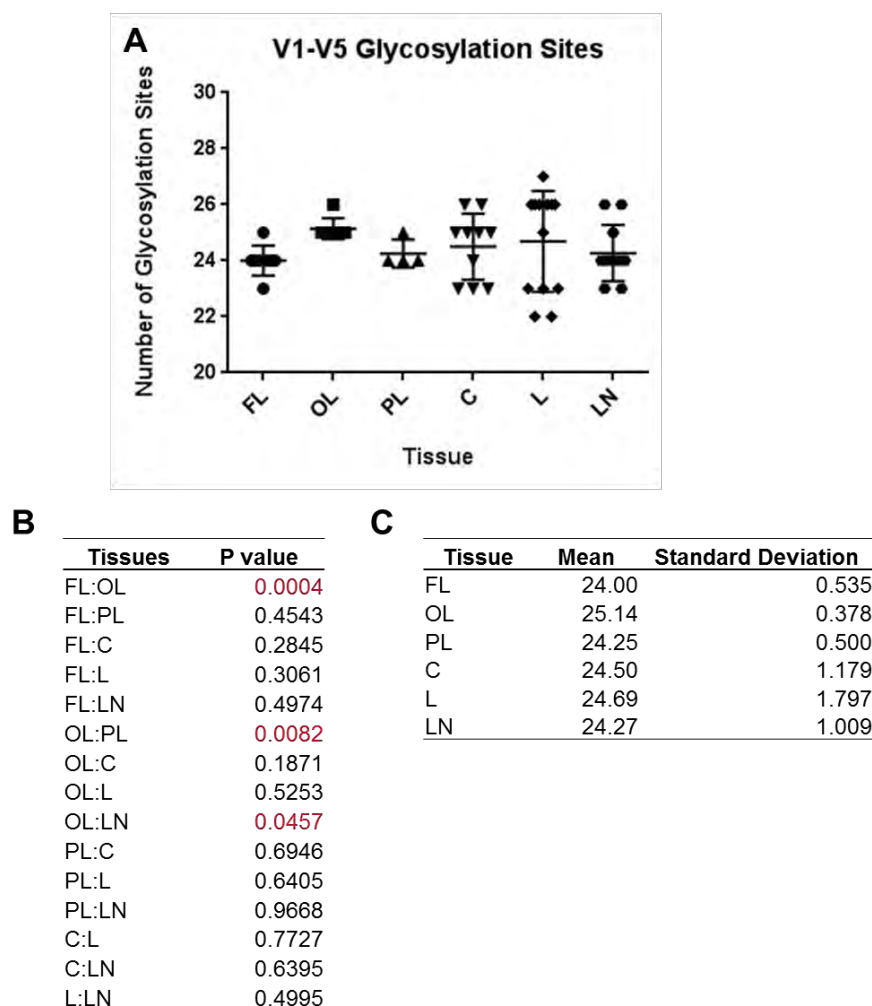 A
V1-V5 Glycosylation Sites
Number of Glycosylation Sites
30
28
26
24
22
20
FL
OL
PL
C
L
LN
Tissue
B
Tissues P value
FL:OL 0.0004
FL:PL 0.4543
FL:C 0.2845
FL:L 0.3061
FL:LN 0.4974
OL:PL 0.0082
OL:C 0.1871
OL:L 0.5253
OL:LN 0.0457
PL:C 0.6946
PL:L 0.6405
PL:LN 0.9668
C:L 0.7727
C:LN 0.6395
L:LN 0.4995
C
Tissue Mean Standard Deviation
FL 24.00 0.535
OL 25.14 0.378
PL 24.25 0.500
C 24.50 1.179
L 24.69 1.797
LN 24.27 1.009